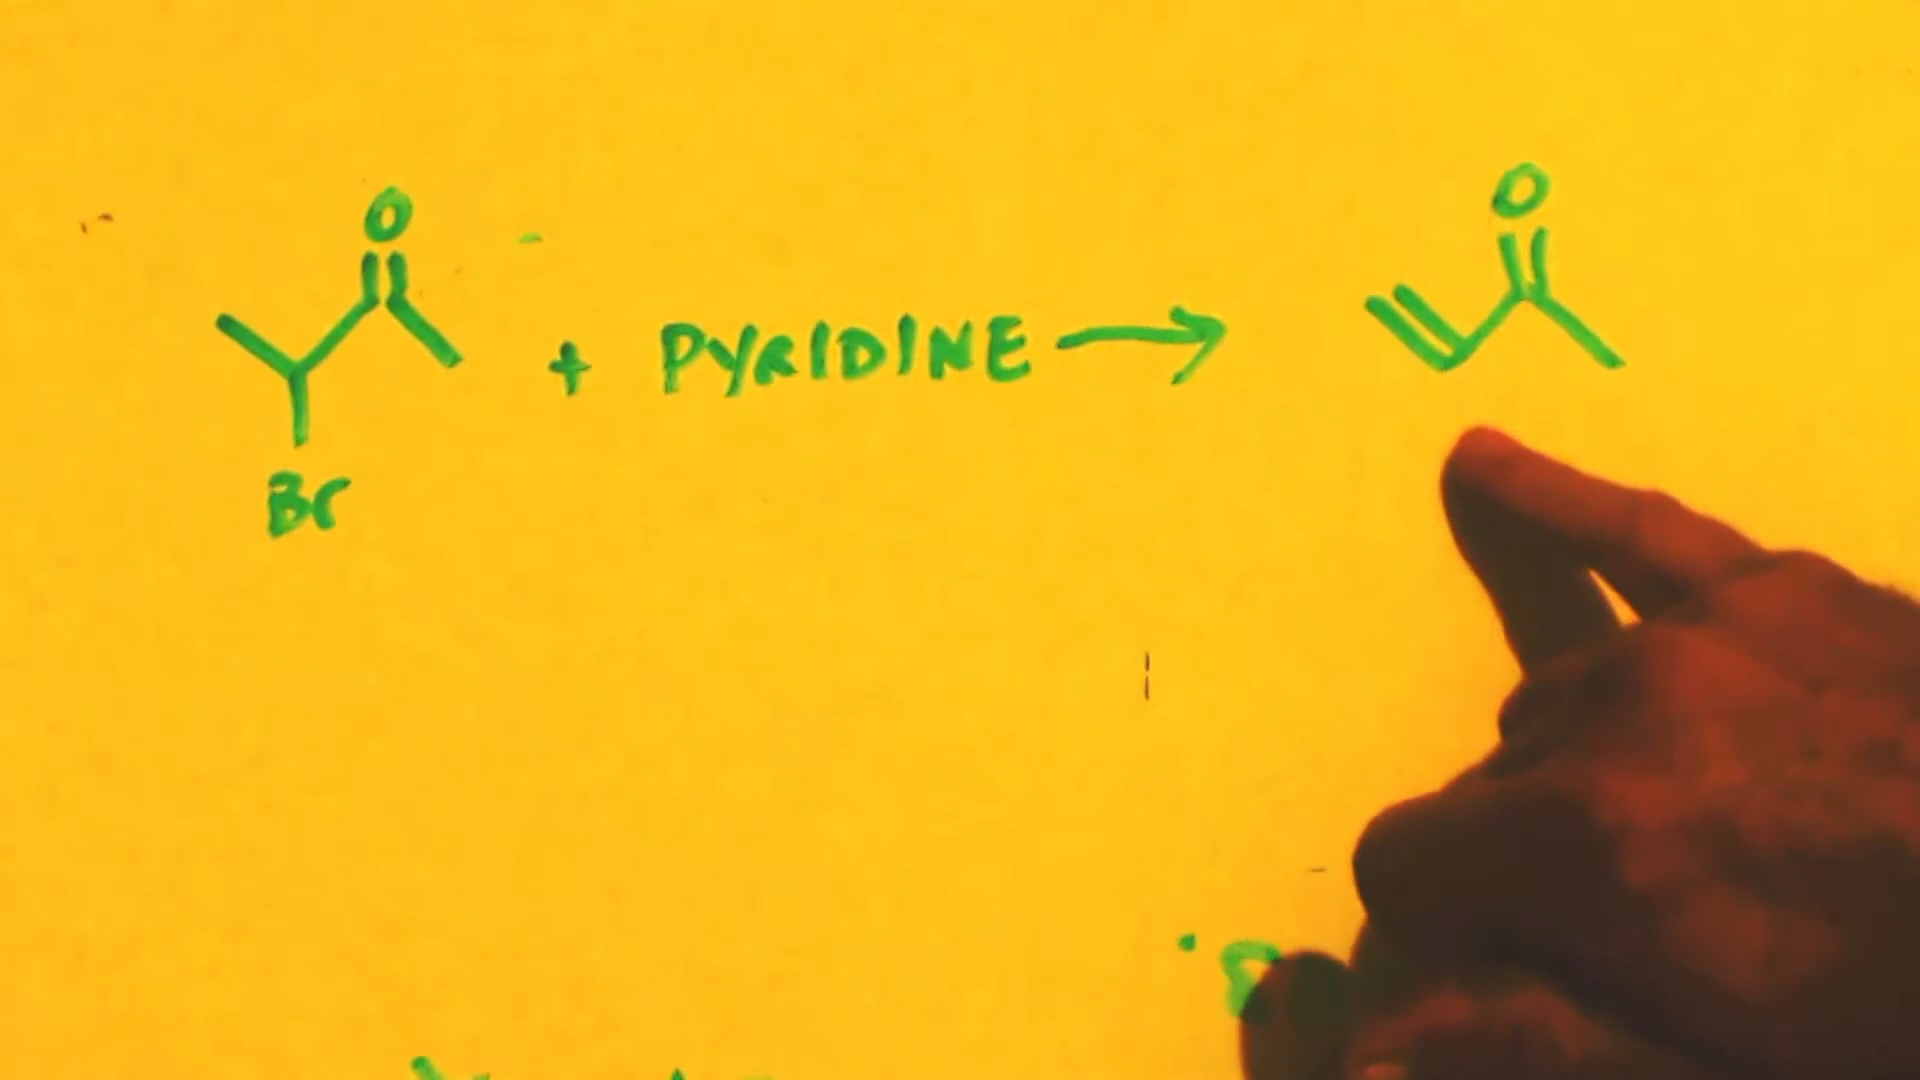 O O
+ PYRIDINE →
Br